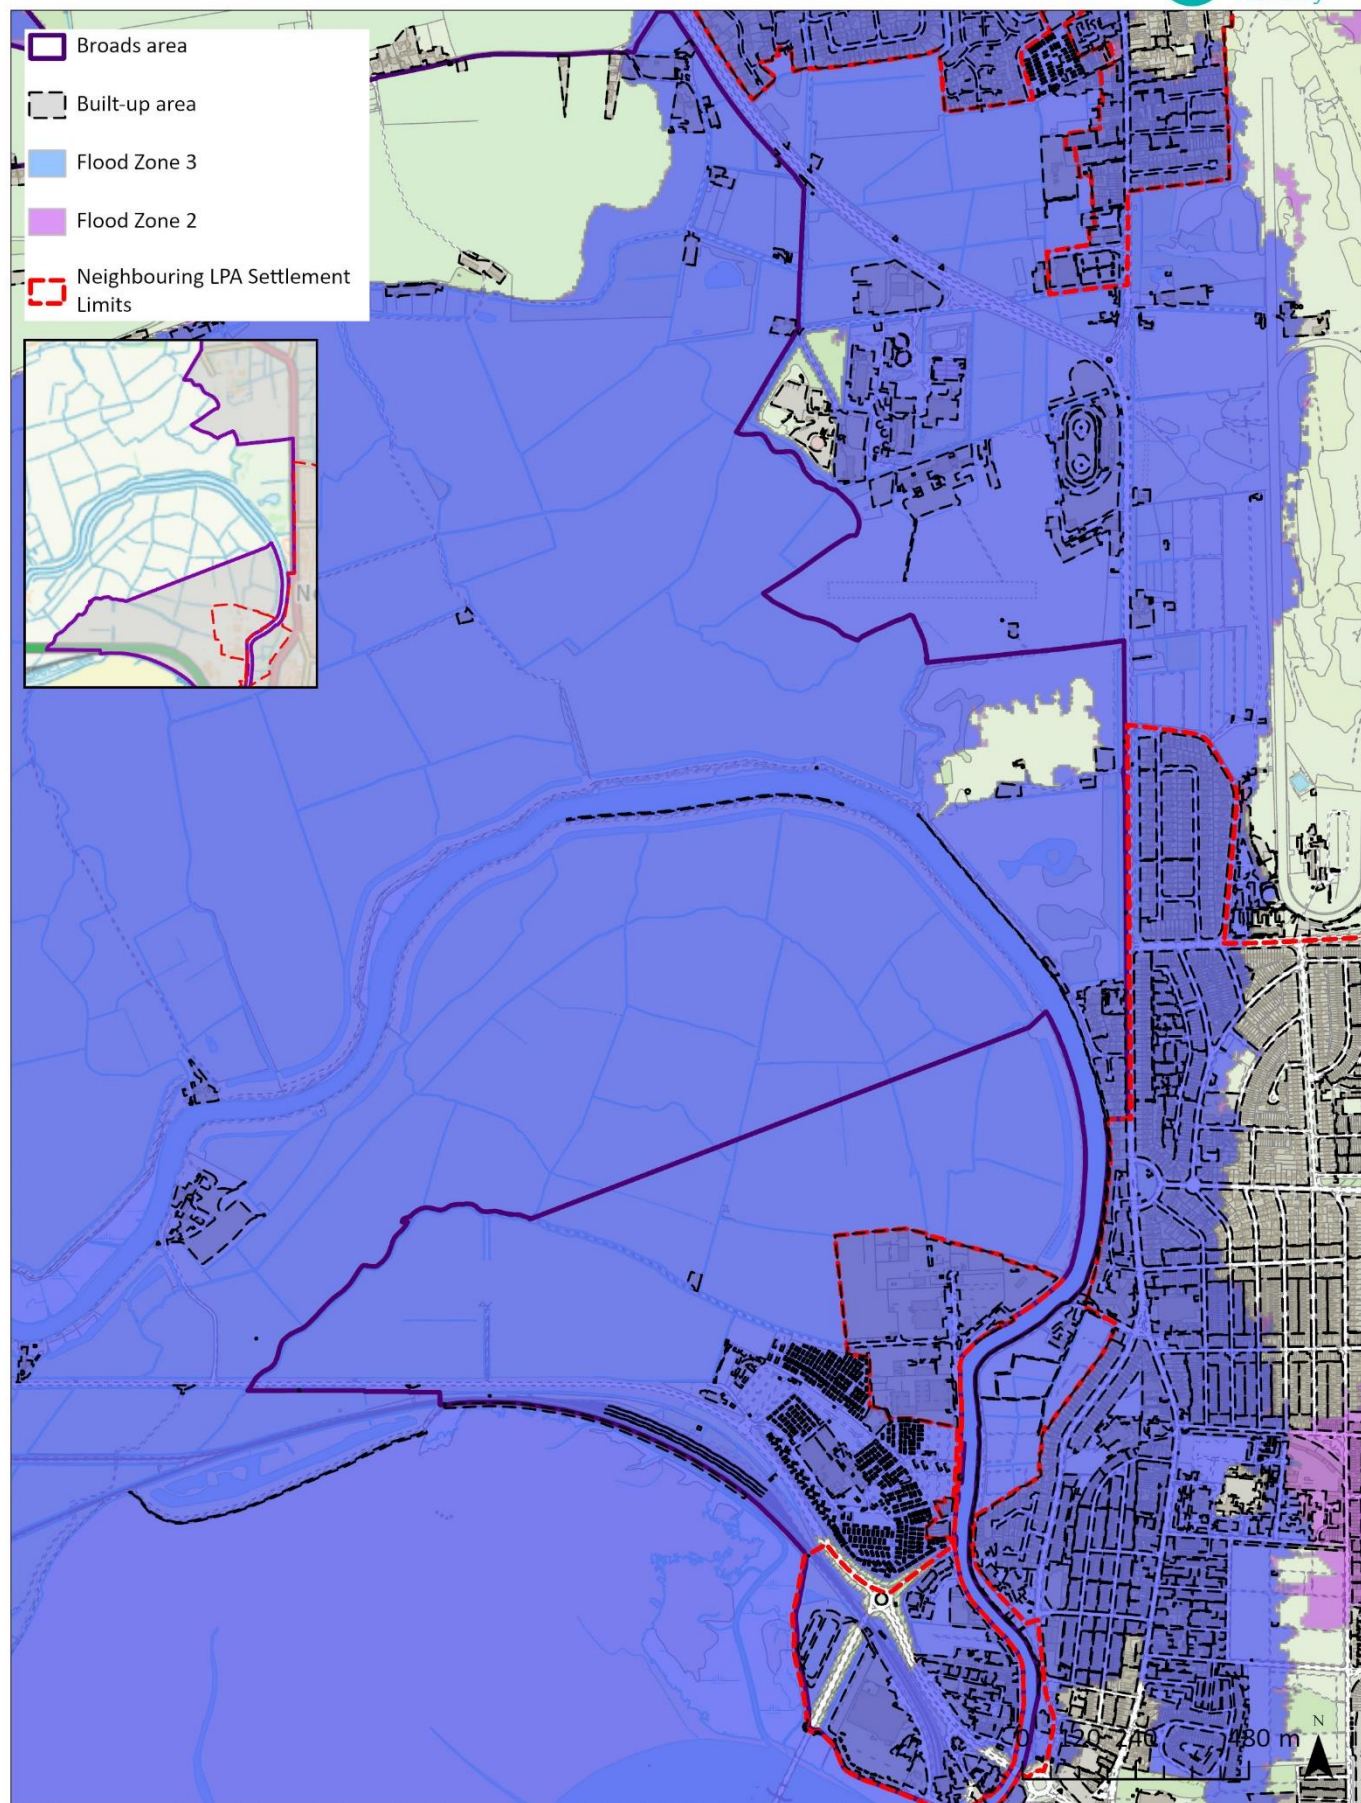 Broads area
Built-up area
Flood Zone 3
Flood Zone 2
Neighbouring LPA Settlement
Limits
N
0 120 240 480 m